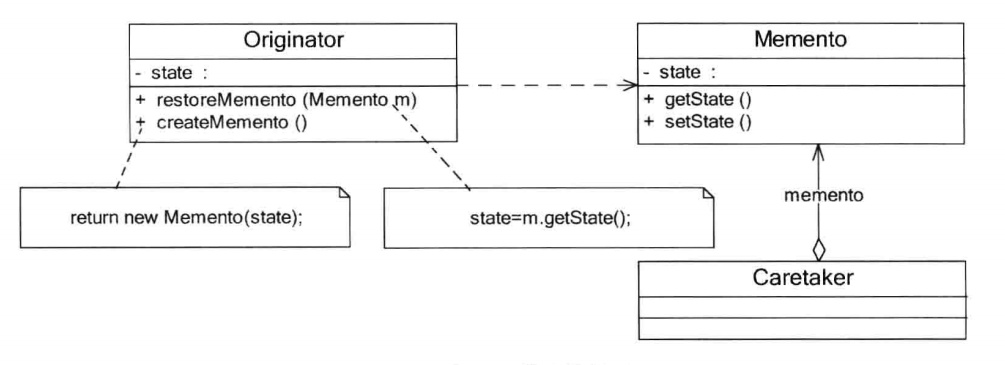 Originator
- state :
+ restoreMemento (Memento m)
+ createMemento ()
Memento
- state :
+ getState ()
+ setState ()
return new Memento(state);
state=m.getState();
memento
Caretaker